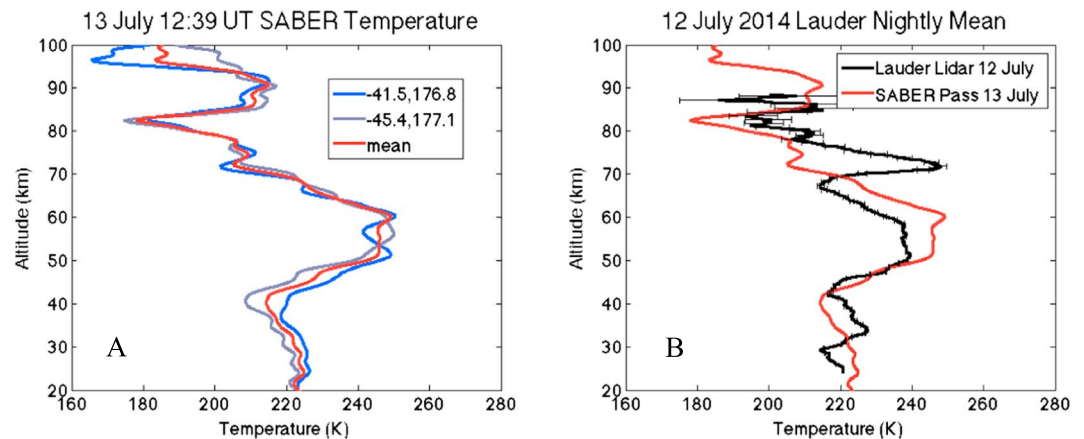 13 July 12:39 UT SABER Temperature
100
90
80
70
60
50
40
30
20
Altitude (km)
-41.5,176.8
-45.4,177.1
mean
A
160 180 200 220 240 260 280
Temperature (K)
12 July 2014 Lauder Nightly Mean
100
90
80
70
60
50
40
30
20
Altitude (km)
Lauder Lidar 12 July
SABER Pass 13 July
B
160 180 200 220 240 260 280
Temperature (K)